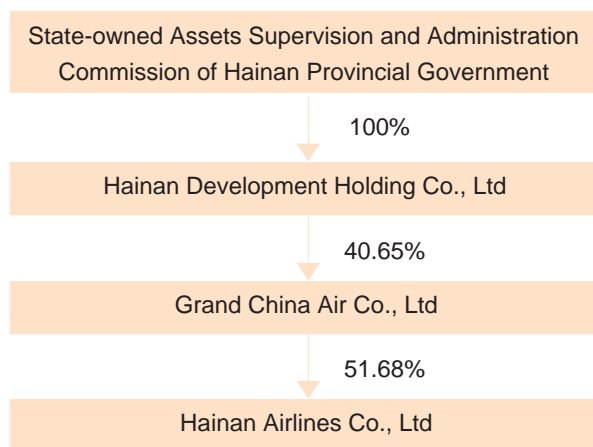 State-owned Assets Supervision and Administration
Commission of Hainan Provincial Government
100%
Hainan Development Holding Co., Ltd
40.65%
Grand China Air Co., Ltd
51.68%
Hainan Airlines Co., Ltd